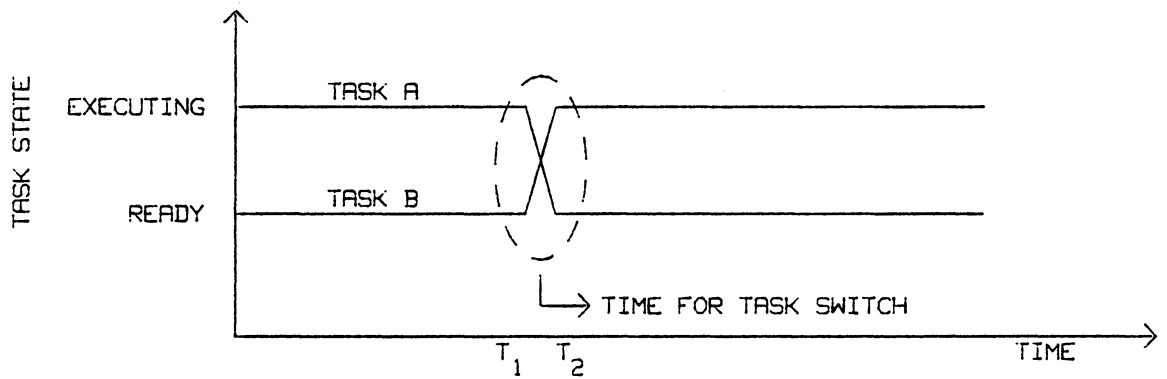 TASK STATE
EXECUTING
TASK A
READY
TASK B
TIME FOR TASK SWITCH
T1 T2
TIME